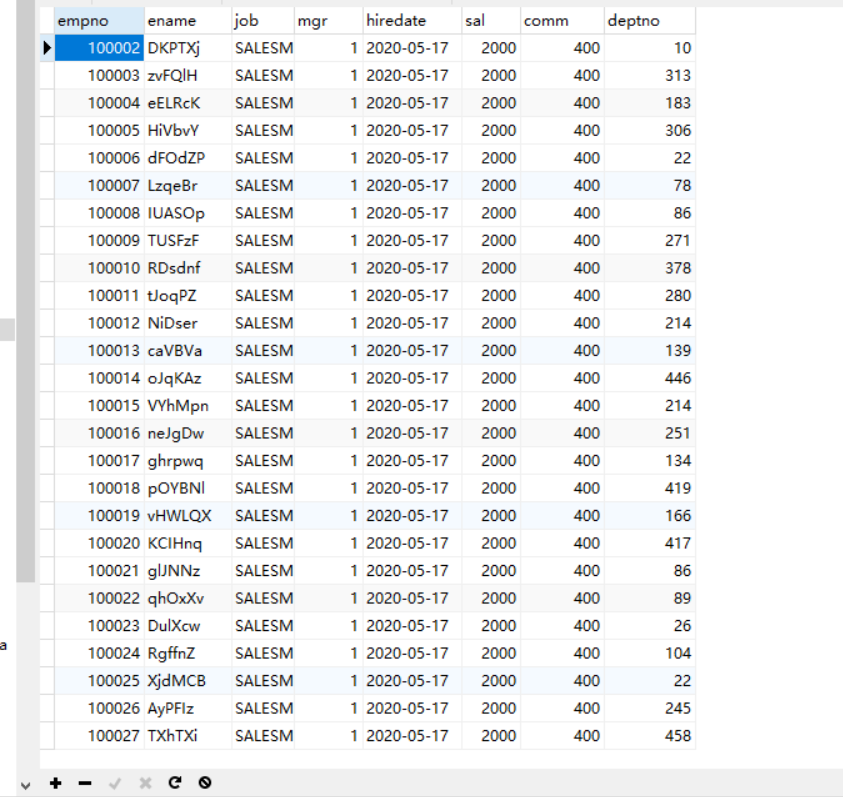 empno ename job mgr hiredate sal comm deptno
100002 DKPTXj SALESM 1 2020-05-17 2000 400 10
100003 zvFQlH SALESM 1 2020-05-17 2000 400 313
100004 eELRcK SALESM 1 2020-05-17 2000 400 183
100005 HiVbvY SALESM 1 2020-05-17 2000 400 306
100006 dFOdZP SALESM 1 2020-05-17 2000 400 22
100007 LzqeBr SALESM 1 2020-05-17 2000 400 78
100008 IUASOp SALESM 1 2020-05-17 2000 400 86
100009 TUSFzF SALESM 1 2020-05-17 2000 400 271
100010 RDsdnf SALESM 1 2020-05-17 2000 400 378
100011 tJoqPZ SALESM 1 2020-05-17 2000 400 280
100012 NiDser SALESM 1 2020-05-17 2000 400 214
100013 caVBVa SALESM 1 2020-05-17 2000 400 139
100014 oJqKAz SALESM 1 2020-05-17 2000 400 446
100015 VYhMpn SALESM 1 2020-05-17 2000 400 214
100016 neJgDw SALESM 1 2020-05-17 2000 400 251
100017 ghrpwq SALESM 1 2020-05-17 2000 400 134
100018 pOYBNl SALESM 1 2020-05-17 2000 400 419
100019 vHWLQX SALESM 1 2020-05-17 2000 400 166
100020 KCIHnq SALESM 1 2020-05-17 2000 400 417
100021 glJNNz SALESM 1 2020-05-17 2000 400 86
100022 qhOxXv SALESM 1 2020-05-17 2000 400 89
100023 DulXcw SALESM 1 2020-05-17 2000 400 26
a
100024 RgffnZ SALESM 1 2020-05-17 2000 400 104
100025 XjdMCB SALESM 1 2020-05-17 2000 400 22
100026 AyPFIz SALESM 1 2020-05-17 2000 400 245
100027 TXhTXi SALESM 1 2020-05-17 2000 400 458